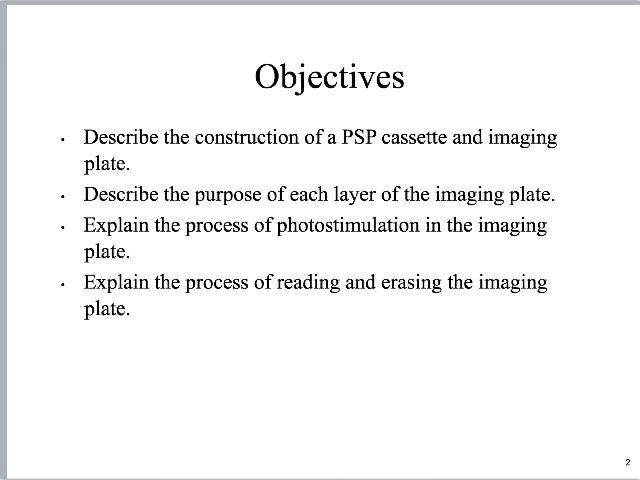 Objectives
• Describe the construction of a PSP cassette and imaging
plate.
• Describe the purpose of each layer of the imaging plate.
• Explain the process of photostimulation in the imaging
plate.
• Explain the process of reading and erasing the imaging
plate.
2